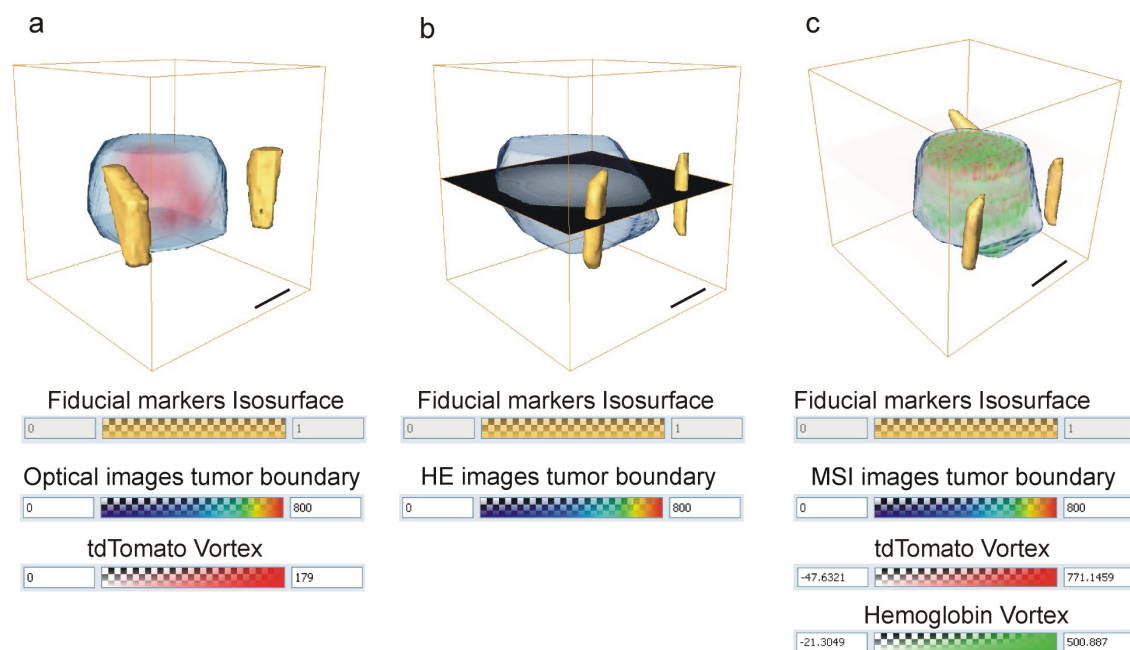 a
b
c
Fiducial markers Isosurface
0 1
Optical images tumor boundary
0 800
tdTomato Vortex
0 179
Fiducial markers Isosurface
0 1
HE images tumor boundary
0 800
Fiducial markers Isosurface
0 1
MSI images tumor boundary
0 800
tdTomato Vortex
-47.6321 771.1459
Hemoglobin Vortex
-21.3049 500.887